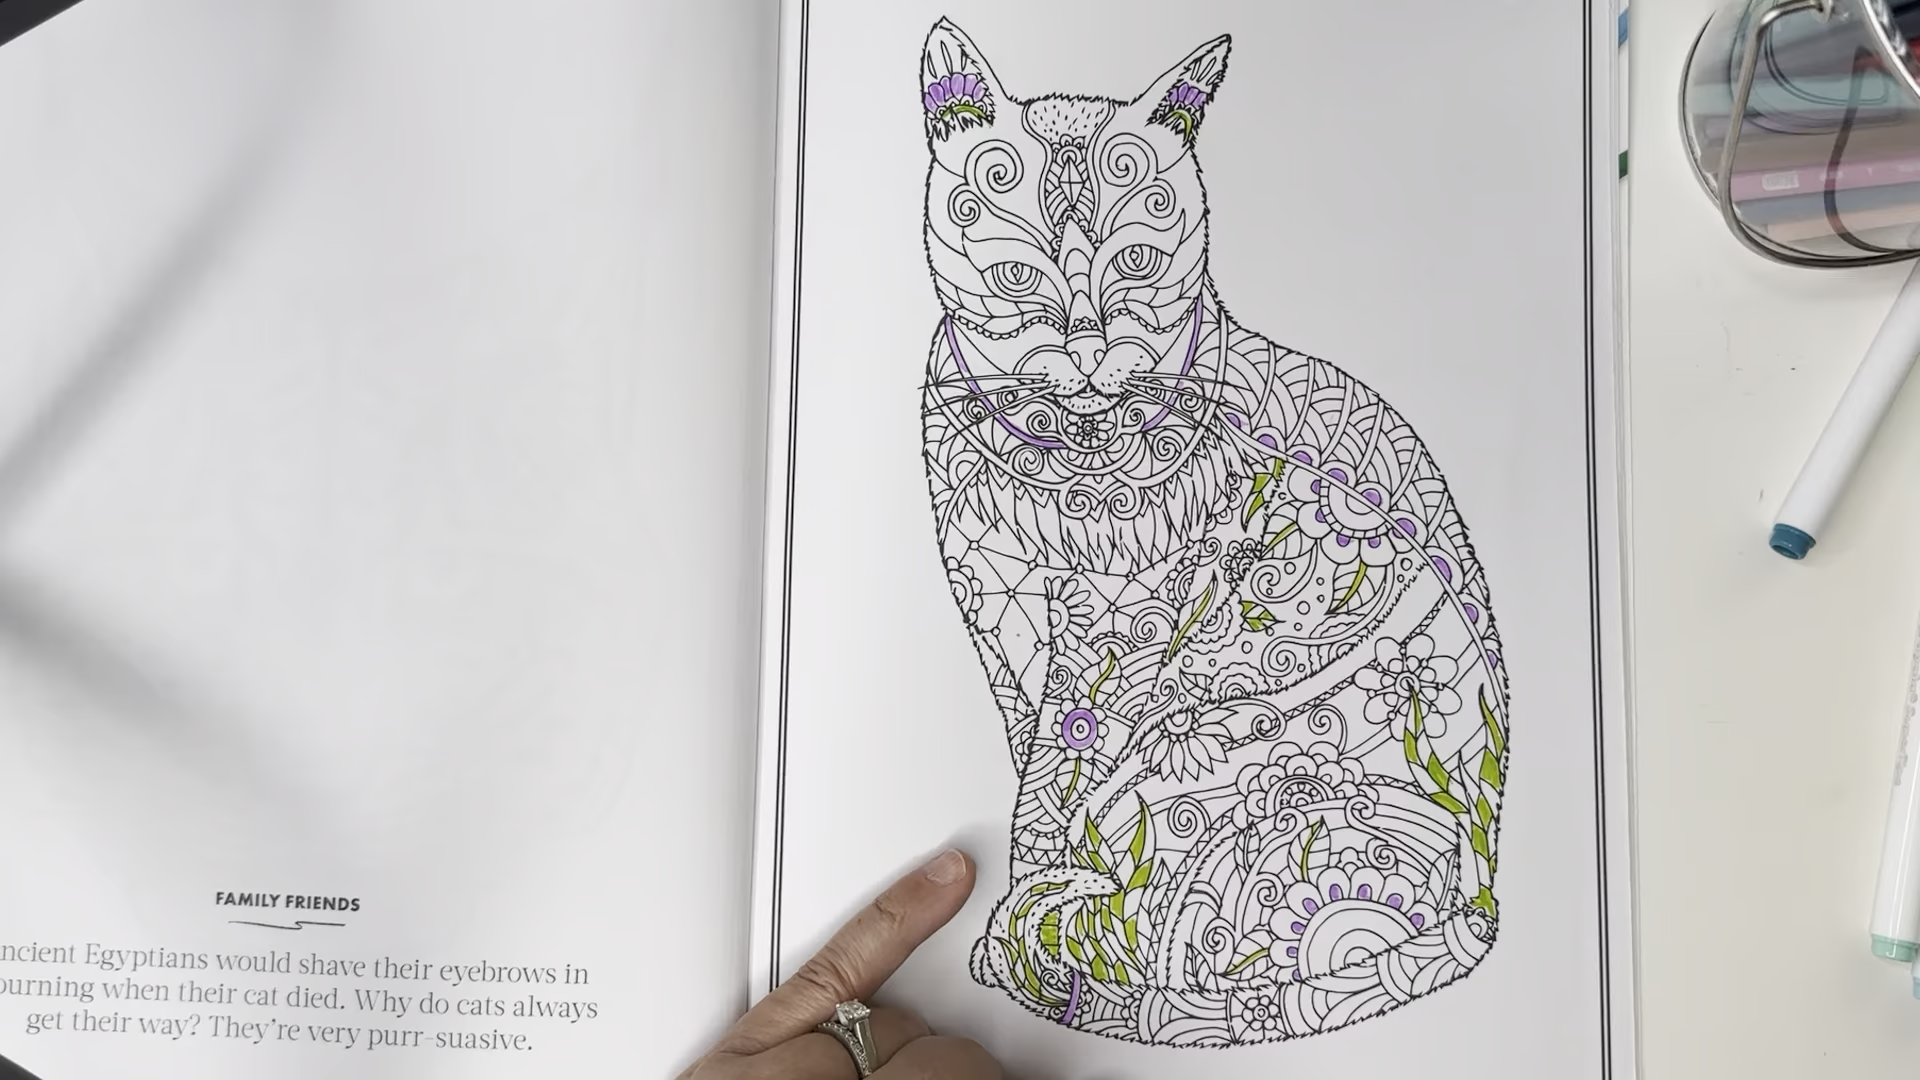 FAMILY FRIENDS
ncient Egyptians would shave their eyebrows in
ourning when their cat died. Why do cats always
get their way? They're very purr-suasive.